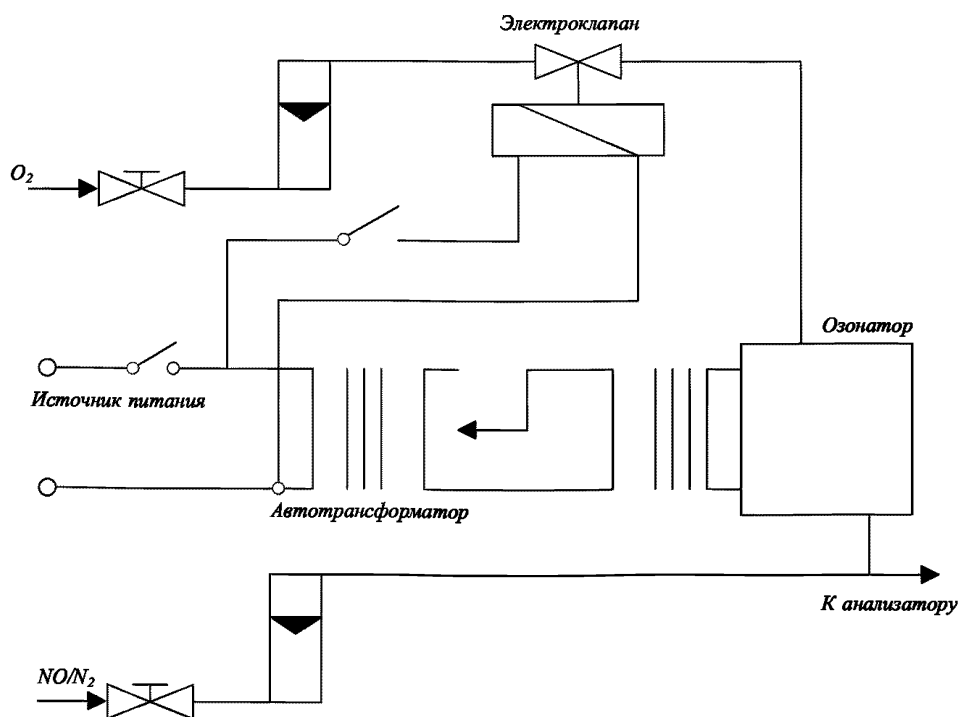 Электроклапан
O₂
Озонатор
Источник питания
Автотрансформатор
К анализатору
NO/N₂